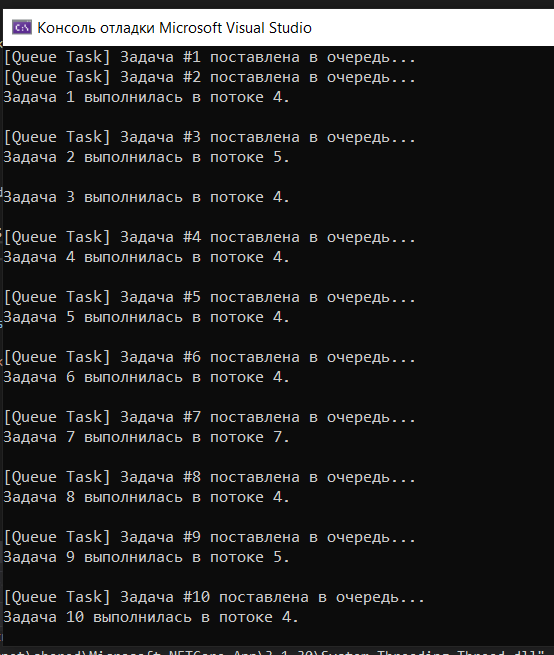 Консоль отладки Microsoft Visual Studio
[Queue Task] Задача #1 поставлена в очередь...
[Queue Task] Задача #2 поставлена в очередь...
Задача 1 выполнилась в потоке 4.
[Queue Task] Задача #3 поставлена в очередь...
Задача 2 выполнилась в потоке 5.
Задача 3 выполнилась в потоке 4.
[Queue Task] Задача #4 поставлена в очередь...
Задача 4 выполнилась в потоке 4.
[Queue Task] Задача #5 поставлена в очередь...
Задача 5 выполнилась в потоке 4.
[Queue Task] Задача #6 поставлена в очередь...
Задача 6 выполнилась в потоке 4.
[Queue Task] Задача #7 поставлена в очередь...
Задача 7 выполнилась в потоке 7.
[Queue Task] Задача #8 поставлена в очередь...
Задача 8 выполнилась в потоке 4.
[Queue Task] Задача #9 поставлена в очередь...
Задача 9 выполнилась в потоке 5.
[Queue Task] Задача #10 поставлена в очередь...
Задача 10 выполнилась в потоке 4.